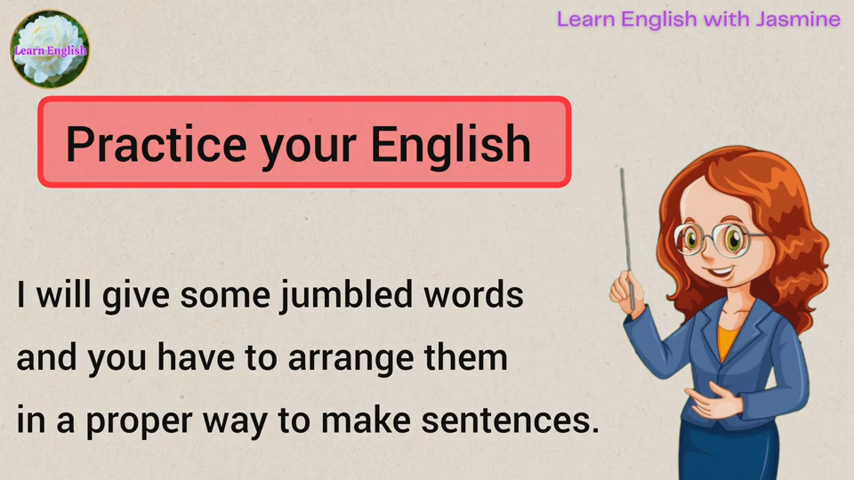 Learn English with Jasmine
Learn English
Practice your English
I will give some jumbled words
and you have to arrange them
in a proper way to make sentences.